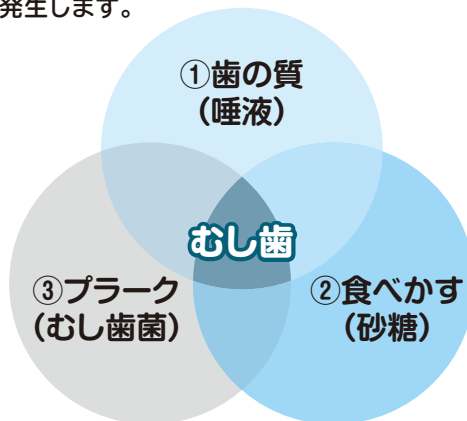 発生します。
①歯の質
（唾液）
むし歯
③プラーク
（むし歯菌）
②食べかす
（砂糖）